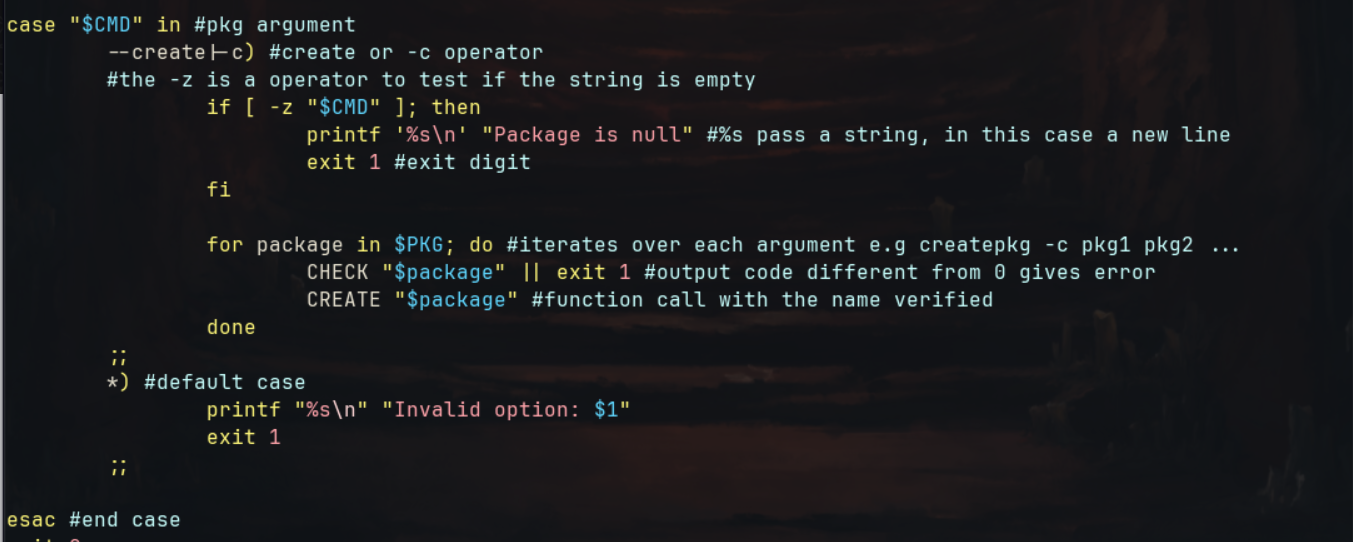 case "$CMD" in #pkg argument
--create|-c) #create or -c operator
#the -z is a operator to test if the string is empty
if [ -z "$CMD" ]; then
printf '%s\n' "Package is null" #%s pass a string, in this case a new line
exit 1 #exit digit
fi
for package in $PKG; do #iterates over each argument e.g createpkg -c pkg1 pkg2 ...
CHECK "$package" || exit 1 #output code different from 0 gives error
CREATE "$package" #function call with the name verified
done
;;
*) #default case
printf "%s\n" "Invalid option: $1"
exit 1
;;
esac #end case